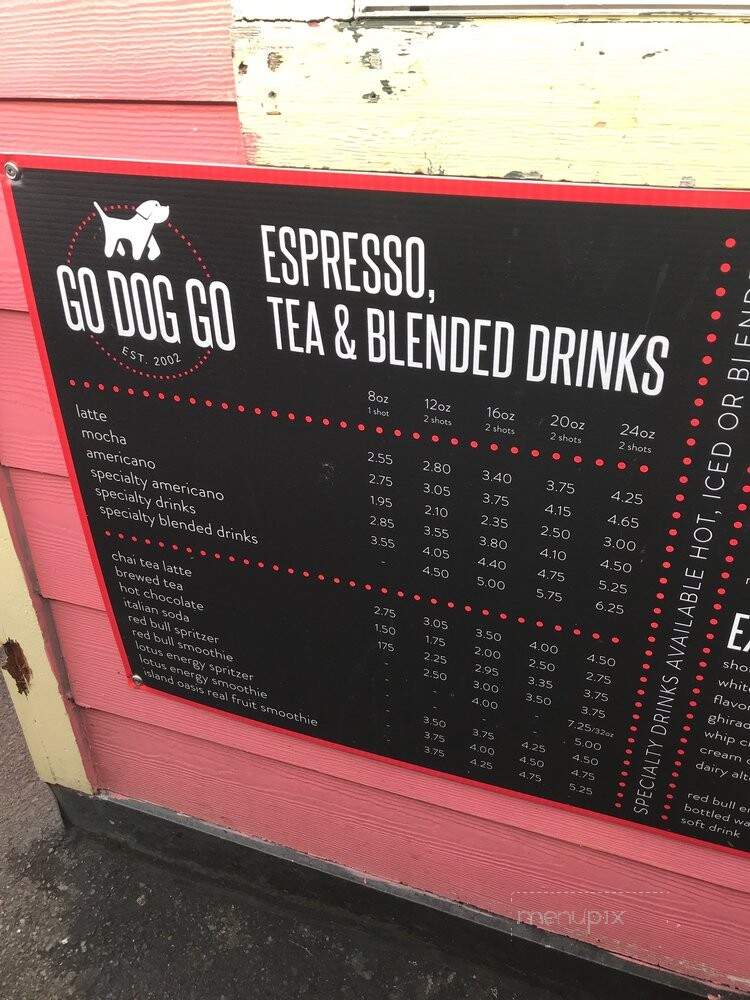 GO DOG GO
EST. 2002
ESPRESSO,
TEA & BLENDED DRINKS
8oz 12oz 16oz 20oz 24oz
1 shot 2 shots 2 shots 2 shots 2 shots
latte 2.55 2.80 3.40 3.75 4.25
mocha 2.75 3.05 3.75 4.15 4.65
americano 1.95 2.10 2.35 2.50 3.00
specialty americano 2.85 3.55 3.80 4.10 4.50
specialty drinks 3.55 4.05 4.40 4.75 5.25
specialty blended drinks - 4.50 5.00 5.75 6.25
chai tea latte 2.75 3.05 3.50 4.00 4.50
brewed tea 1.50 1.75 2.00 2.50 2.75
hot chocolate 175 2.25 2.95 3.35 3.75
italian soda - 2.50 3.00 3.50 3.75
red bull spritzer - - 4.00 - 7.25/32oz
red bull smoothie - - - - 5.00
lotus energy spritzer - 3.50 3.75 4.25 4.50
lotus energy smoothie - 3.75 4.00 4.50 4.75
island oasis real fruit smoothie - 3.75 4.25 4.75 5.25
SPECIALTY DRINKS AVAILABLE HOT, ICED OR BLEND
E
sho
white
flavo
ghirad
whip c
cream
dairy alt
red bull e
bottled wa
soft drink
menupix